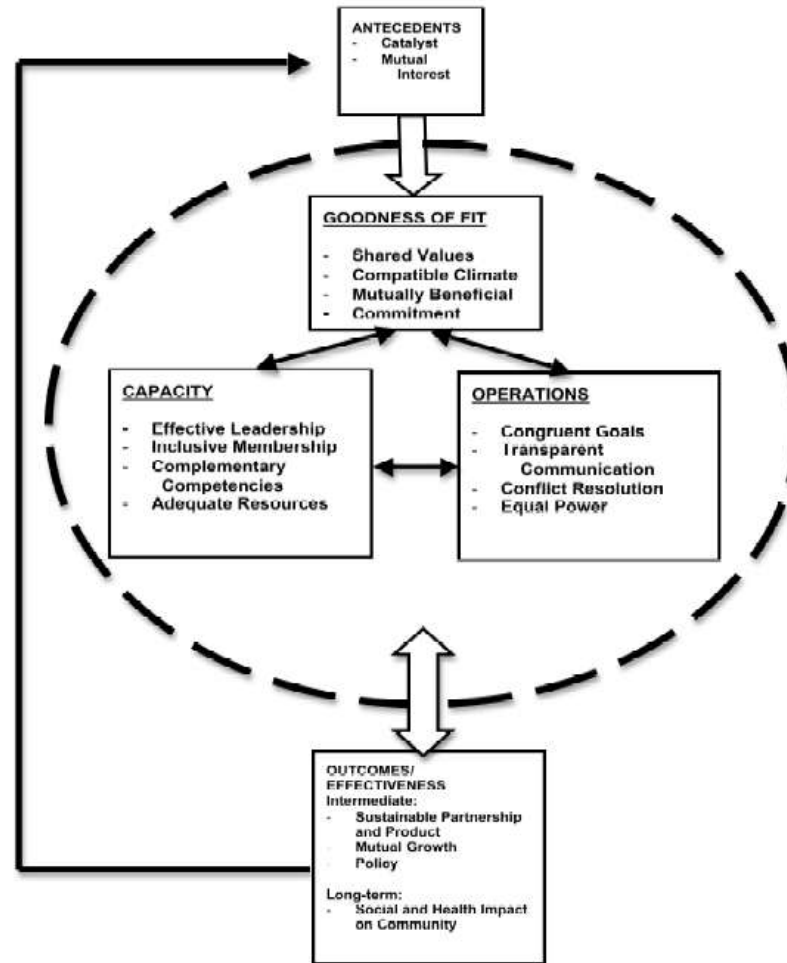 ANTECEDENTS
- Catalyst
- Mutual
Interest
GOODNESS OF FIT
- Shared Values
- Compatible Climate
- Mutually Beneficial
- Commitment
CAPACITY
- Effective Leadership
- Inclusive Membership
- Complementary
Competencies
- Adequate Resources
OPERATIONS
- Congruent Goals
- Transparent
Communication
- Conflict Resolution
- Equal Power
OUTCOMES/
EFFECTIVENESS
Intermediate:
- Sustainable Partnership
and Product
- Mutual Growth
- Policy
Long-term:
- Social and Health Impact
on Community